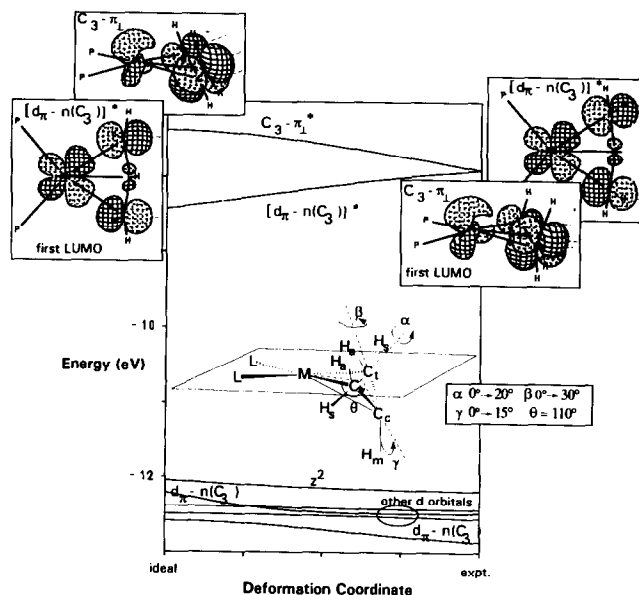 C3-π⊥
P
P
H
H
H
[dπ-n(C3)]*
H
P
P
H
first LUMO
C3-π⊥*
[dπ-n(C3)]*
[dπ-n(C3)]*
H
P
P
H
C3-π⊥
H
H
P
P
H
first LUMO
-10
Energy (eV)
-12
β
α
Hs
Ha
Ha
Ct
L
L
M
C
θ
Hs
Cc
Hm
γ
α 0°→20° β 0°→30°
γ 0°→15° θ = 110°
z2
dπ-n(C3)
other d orbitals
dπ-n(C3
ideal
expt.
Deformation Coordinate